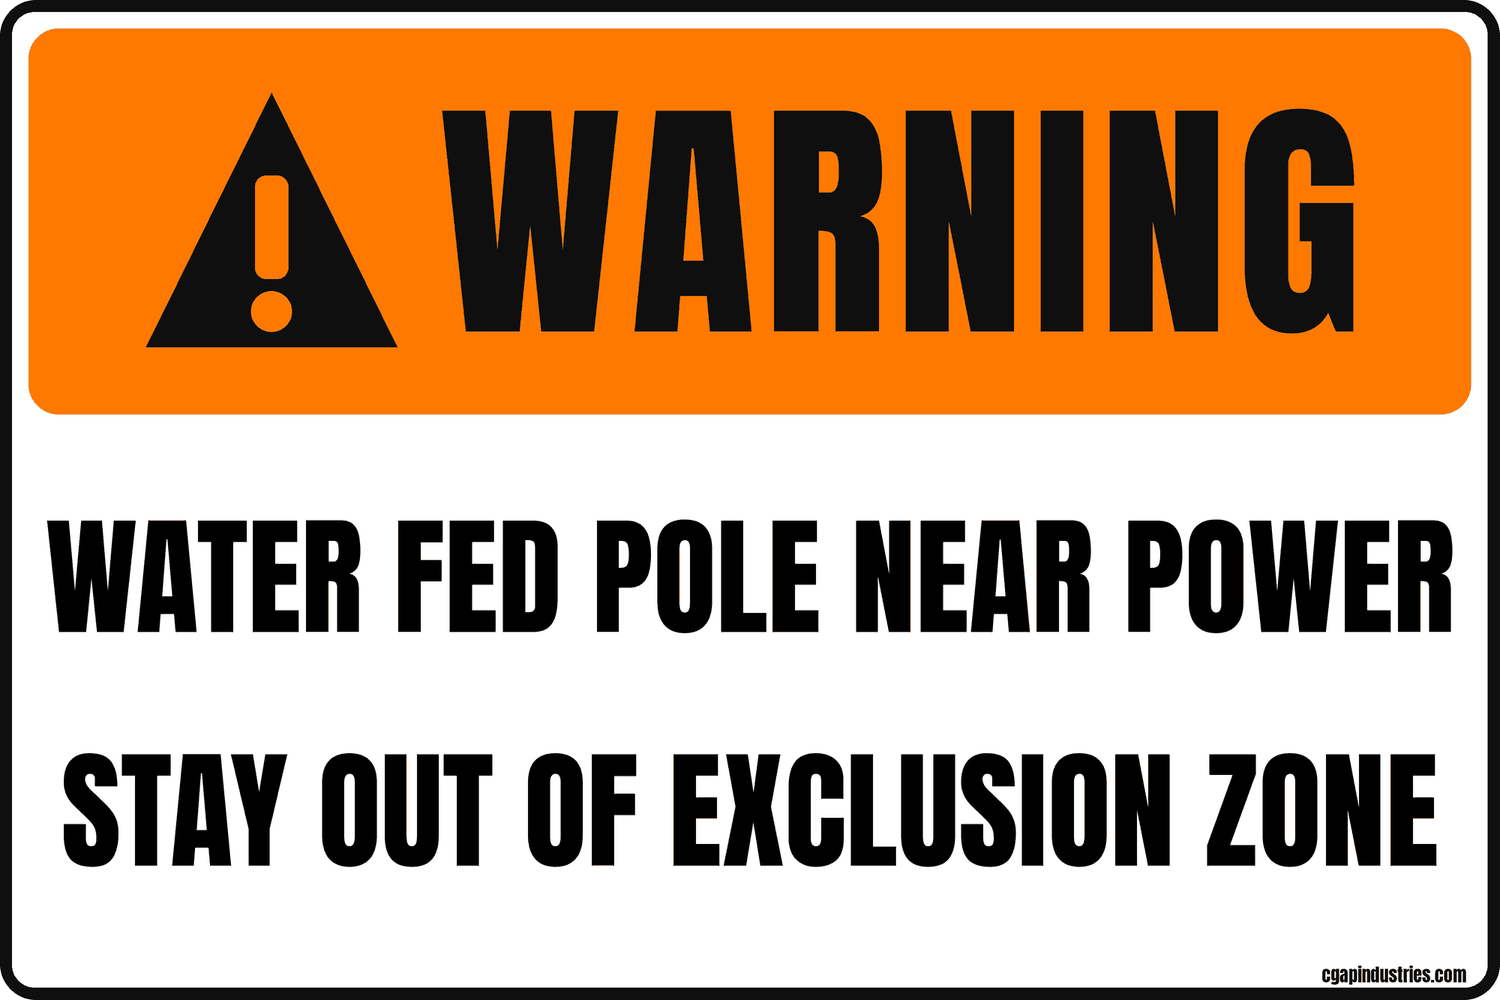 WARNING
WATER FED POLE NEAR POWER
STAY OUT OF EXCLUSION ZONE
cgapindustries.com